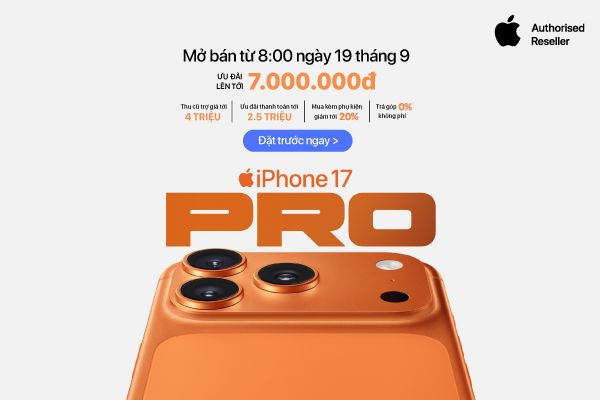 Authorised
Reseller
Mở bán từ 8:00 ngày 19 tháng 9
ƯU ĐÃI
LÊN TỚI
7.000.000đ
Thu cũ trợ giá tới
4 TRIỆU
Ưu đãi thanh toán tới
2.5 TRIỆU
Mua kèm phụ kiện
giảm tới 20%
Trả góp 0%
không phí
Đặt trước ngay >
iPhone 17
PRO